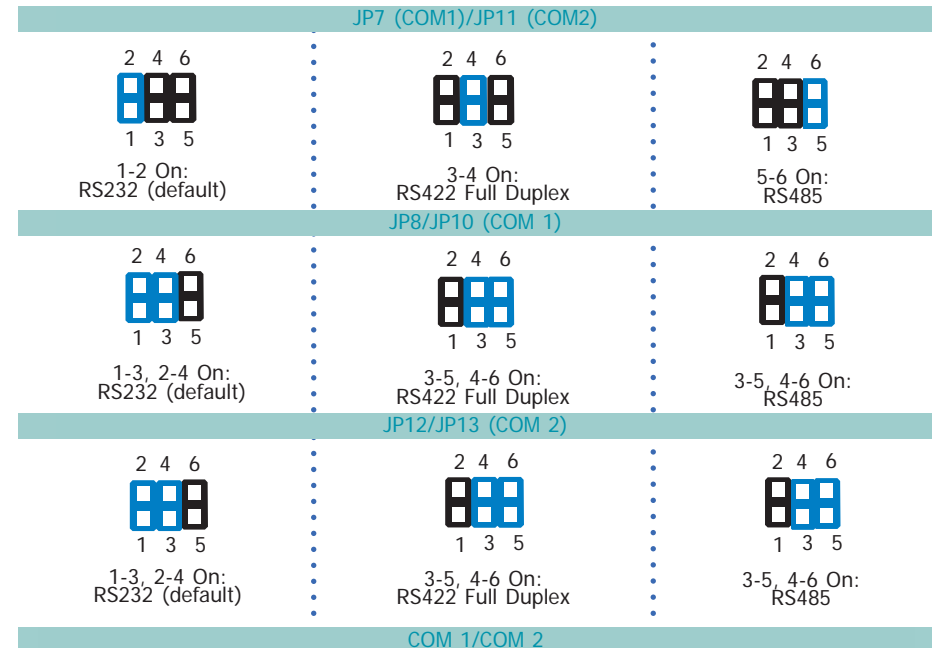 JP7 (COM1)/JP11 (COM2)
2 4 6
1 3 5
1-2 On:
RS232 (default)
2 4 6
1 3 5
3-4 On:
RS422 Full Duplex
2 4 6
1 3 5
5-6 On:
RS485
JP8/JP10 (COM 1)
2 4 6
1 3 5
1-3, 2-4 On:
RS232 (default)
2 4 6
1 3 5
3-5, 4-6 On:
RS422 Full Duplex
2 4 6
1 3 5
3-5, 4-6 On:
RS485
JP12/JP13 (COM 2)
2 4 6
1 3 5
1-3, 2-4 On:
RS232 (default)
2 4 6
1 3 5
3-5, 4-6 On:
RS422 Full Duplex
2 4 6
1 3 5
3-5, 4-6 On:
RS485
COM 1/COM 2